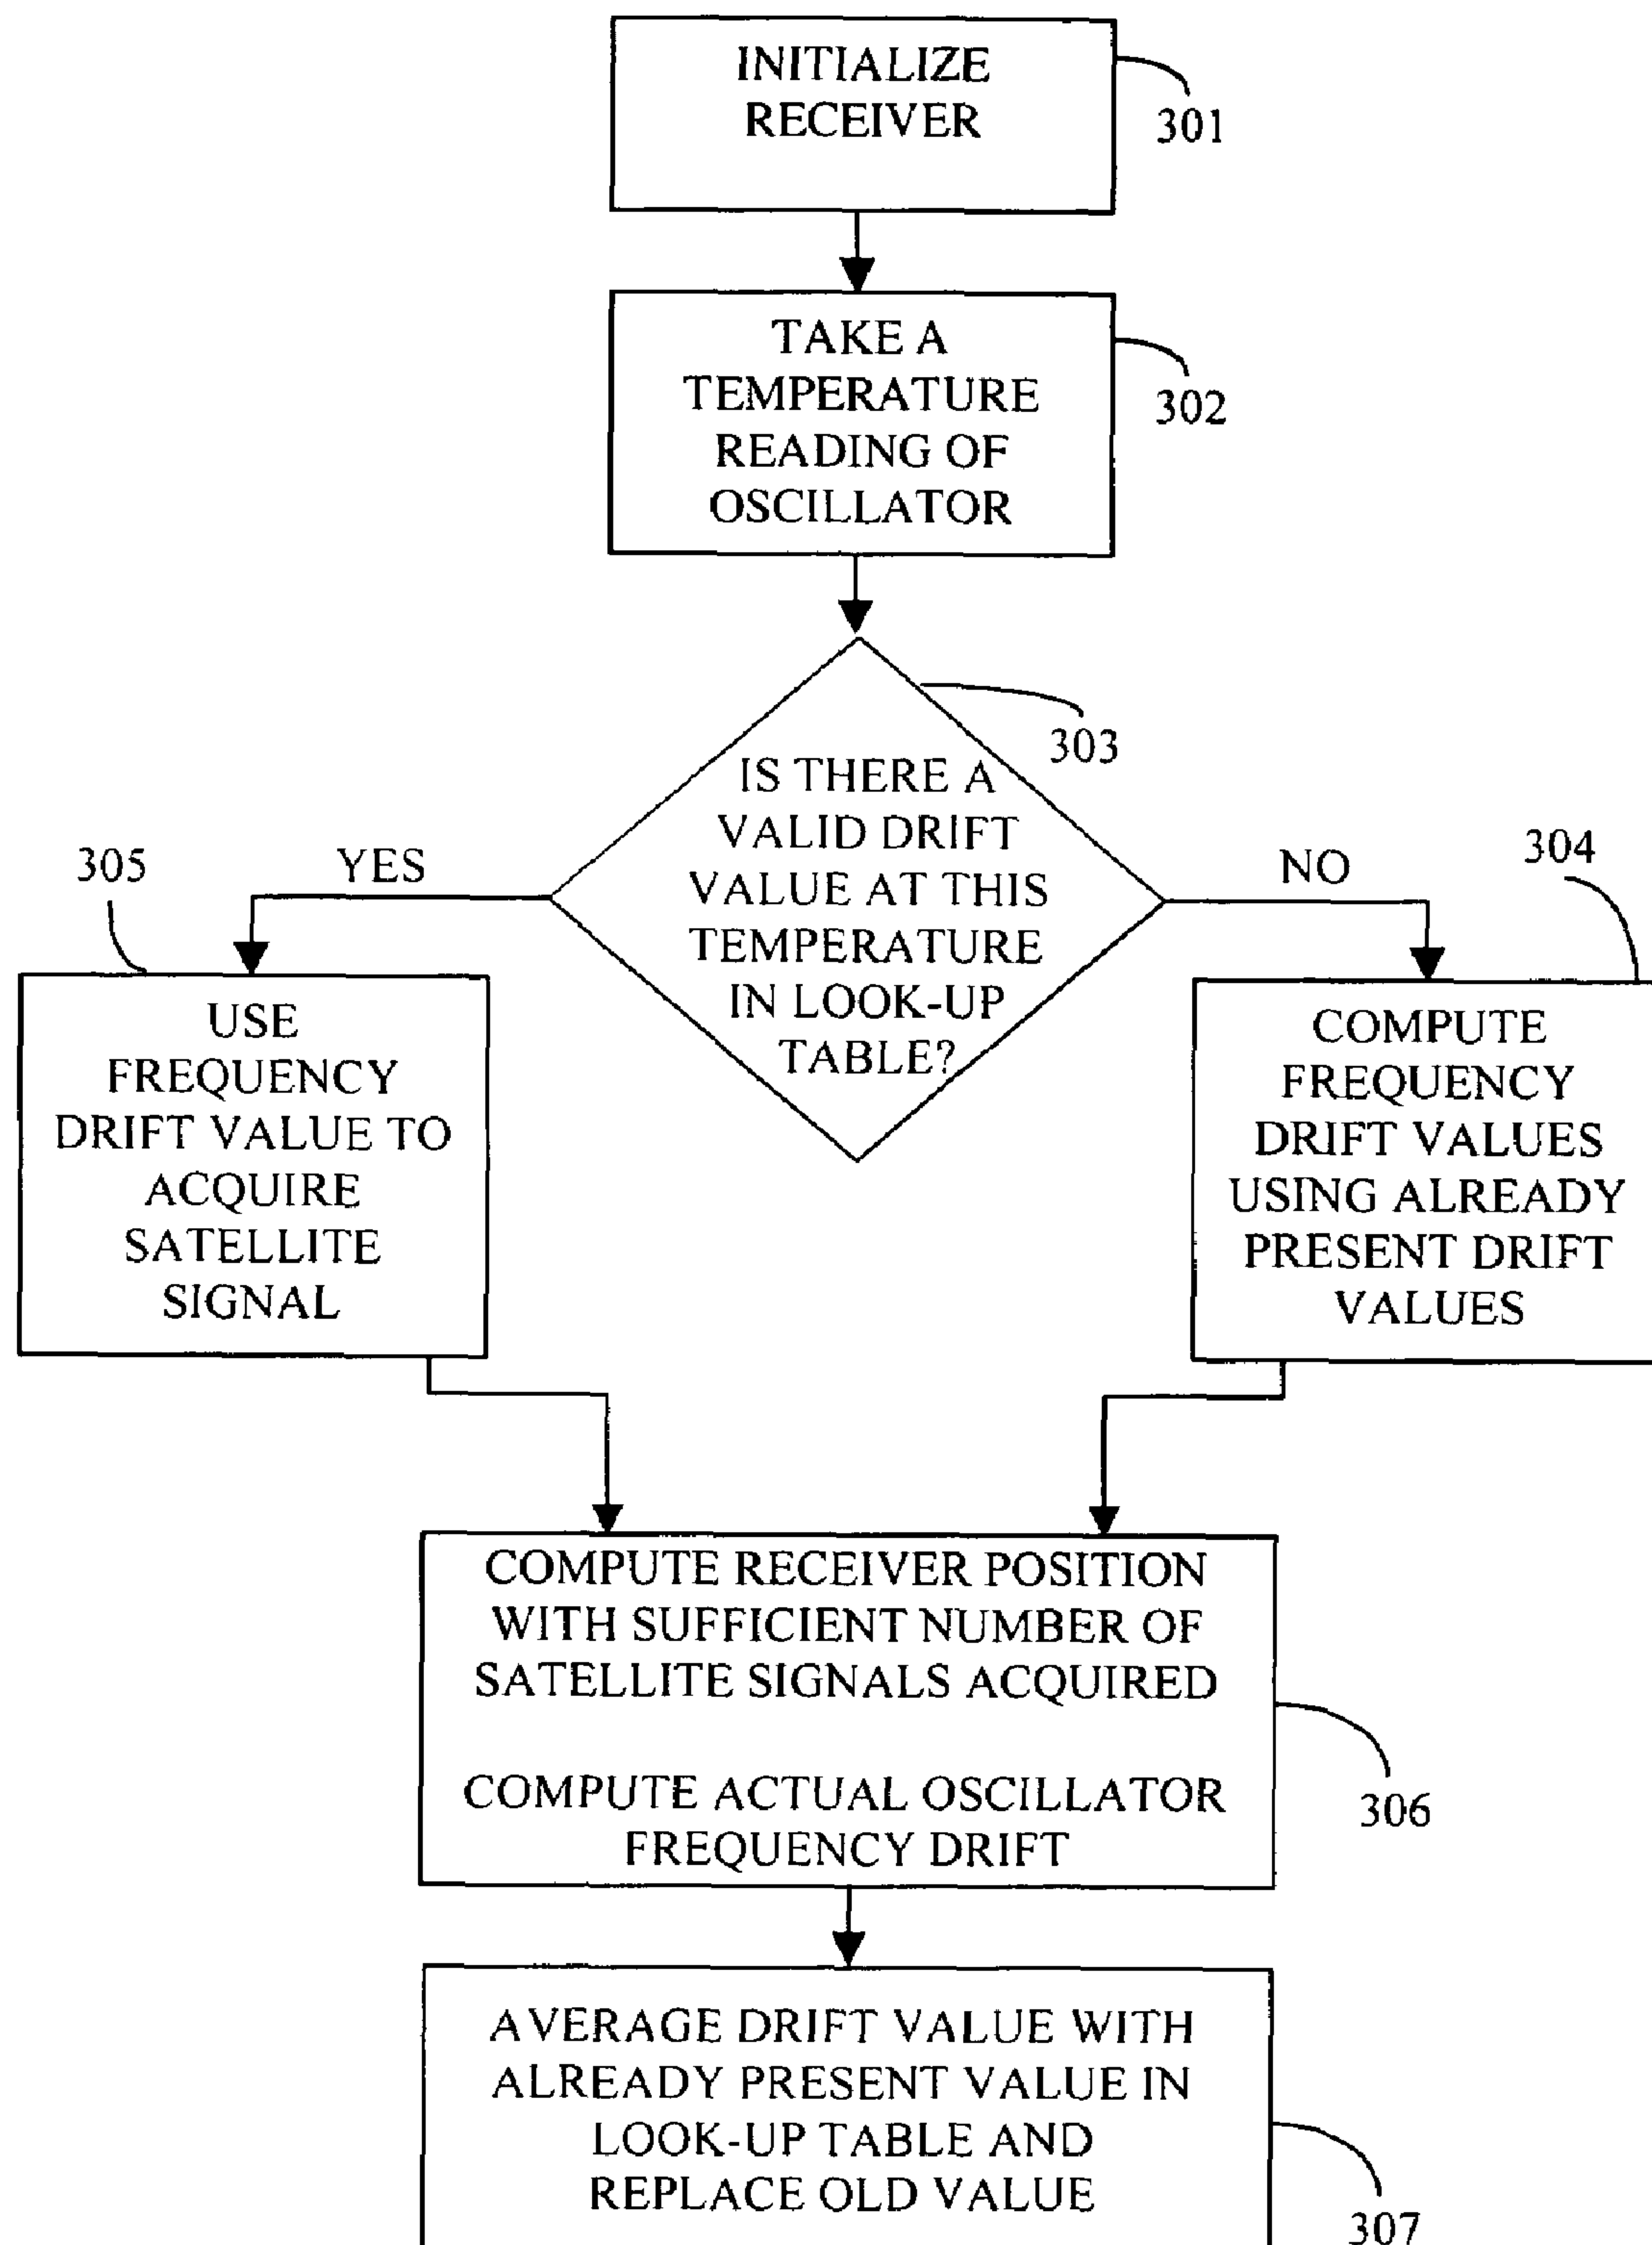 INITIALIZE
RECEIVER
301
TAKE A
TEMPERATURE
READING OF
OSCILLATOR
302
303
IS THERE A
VALID DRIFT
VALUE AT THIS
TEMPERATURE
IN LOOK-UP
TABLE?
305
YES
NO
304
USE
FREQUENCY
DRIFT VALUE TO
ACQUIRE
SATELLITE
SIGNAL
COMPUTE
FREQUENCY
DRIFT VALUES
USING ALREADY
PRESENT DRIFT
VALUES
COMPUTE RECEIVER POSITION
WITH SUFFICIENT NUMBER OF
SATELLITE SIGNALS ACQUIRED
COMPUTE ACTUAL OSCILLATOR
FREQUENCY DRIFT
306
AVERAGE DRIFT VALUE WITH
ALREADY PRESENT VALUE IN
LOOK-UP TABLE AND
REPLACE OLD VALUE
307